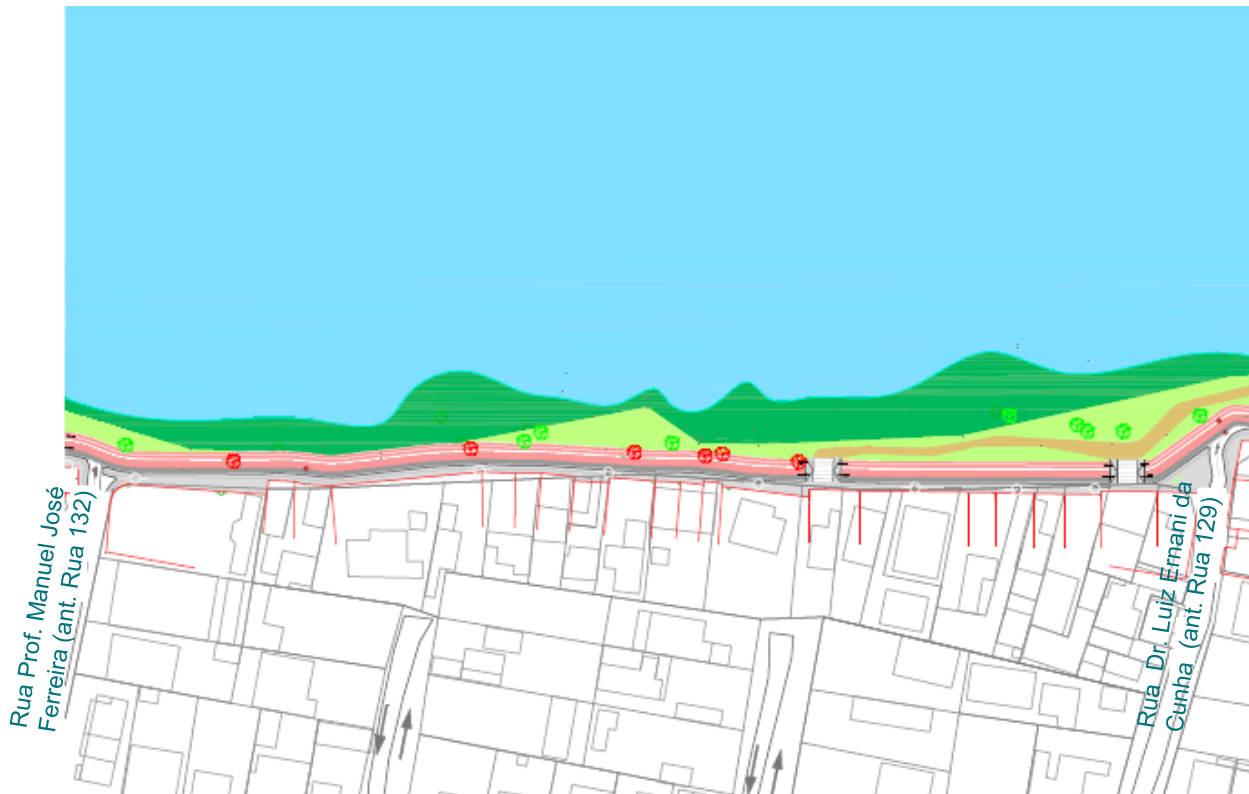 Rua Prof. Manuel José
Ferreira (ant. Rua 132)
Rua Dr. Luiz Ernani da
Cunha (ant. Rua 129)